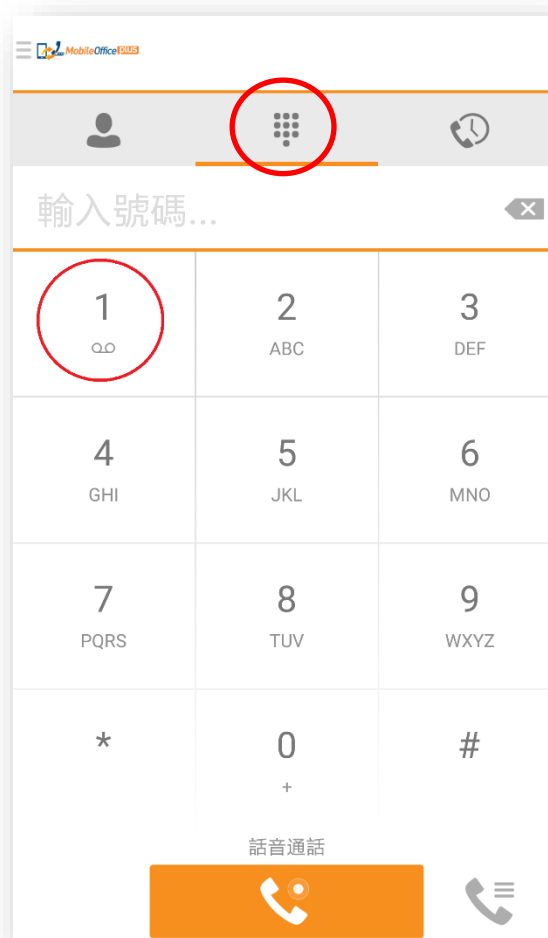 MobileOffice plus
輸入號碼...
1 2 3
ABC DEF
4 5 6
GHI JKL MNO
7 8 9
PQRS TUV WXYZ
* 0 #
+
話音通話